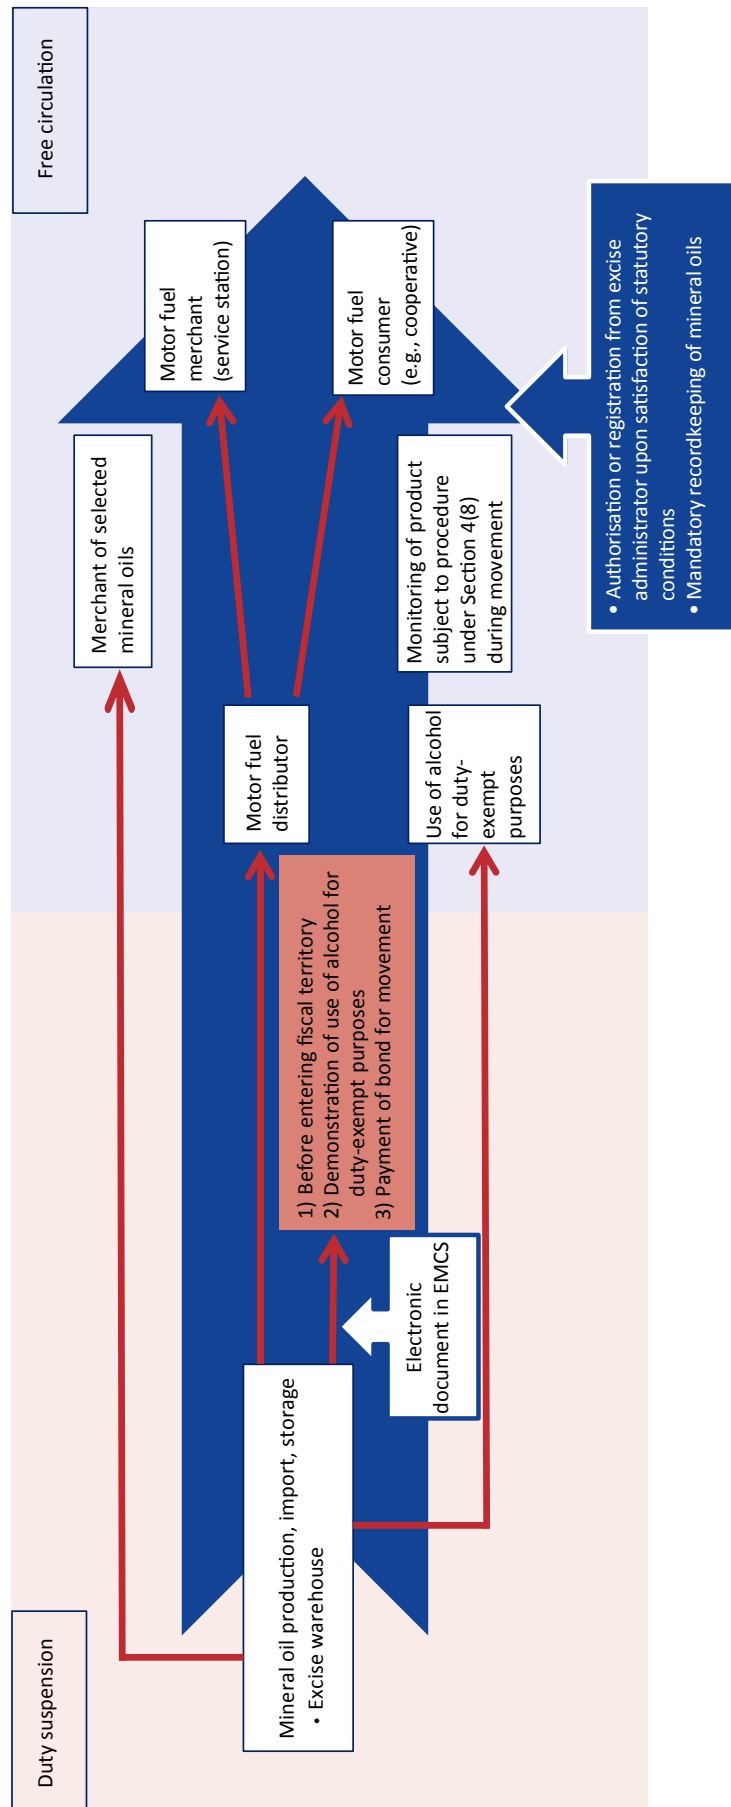 Duty suspension
Free circulation
Mineral oil production, import, storage
• Excise warehouse
Electronic
document in EMCS
1) Before entering fiscal territory
2) Demonstration of use of alcohol for
duty-exempt purposes
3) Payment of bond for movement
Merchant of selected
mineral oils
Motor fuel
distributor
Use of alcohol
for duty-
exempt
purposes
Motor fuel
merchant
(service station)
Motor fuel
consumer
(e.g., cooperative)
Monitoring of product
subject to procedure
under Section 4(8)
during movement
• Authorisation or registration from excise
administrator upon satisfaction of statutory
conditions
• Mandatory recordkeeping of mineral oils